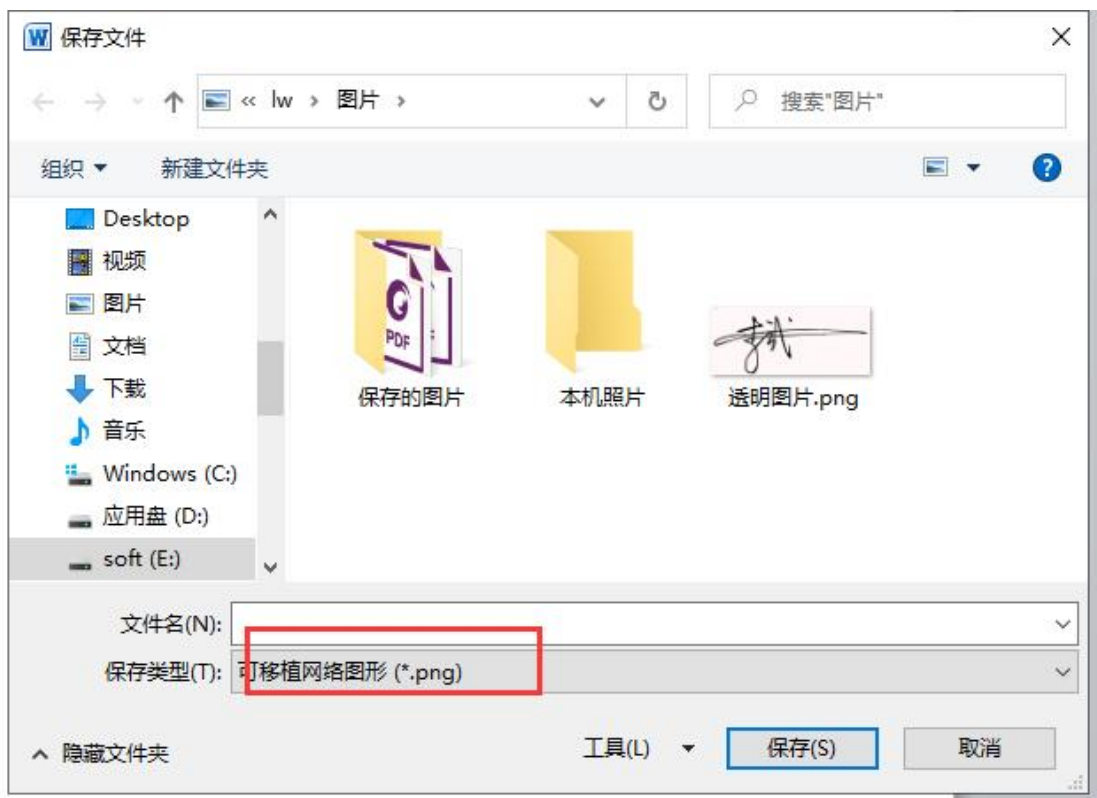 保存文件
« lw › 图片 ›
搜索"图片"
组织
新建文件夹
Desktop
视频
图片
文档
下载
音乐
Windows (C:)
应用盘 (D:)
soft (E:)
PDF
保存的图片
本机照片
透明图片.png
文件名(N):
保存类型(T): 可移植网络图形 (*.png)
隐藏文件夹
工具(L)
保存(S)
取消